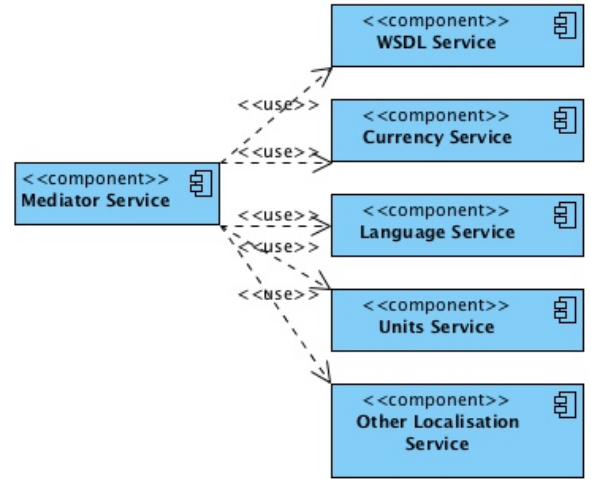 <<component>>
WSDL Service
<<use>>
<<component>>
Currency Service
<<use>>
<<component>>
Mediator Service
<<use>>
<<component>>
Language Service
<<use>>
<<use>>
<<component>>
Units Service
<<component>>
Other Localisation
Service